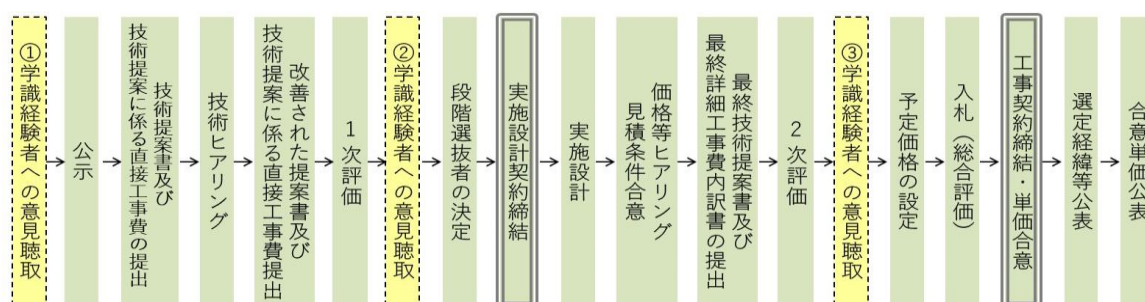 ①学識経験者への意見聴取
公示
技術提案書及び
技術提案に係る直接工事費の提出
技術ヒアリング
改善された提案書及び
技術提案に係る直接工事費提出
1次評価
②学識経験者への意見聴取
段階選抜者の決定
実施設計契約締結
実施設計
価格等ヒアリング
見積条件合意
最終技術提案書及び
最終詳細工事費内訳書の提出
2次評価
③学識経験者への意見聴取
予定価格の設定
入札（総合評価）
工事契約締結・単価合意
選定経緯等公表
合意単価公表